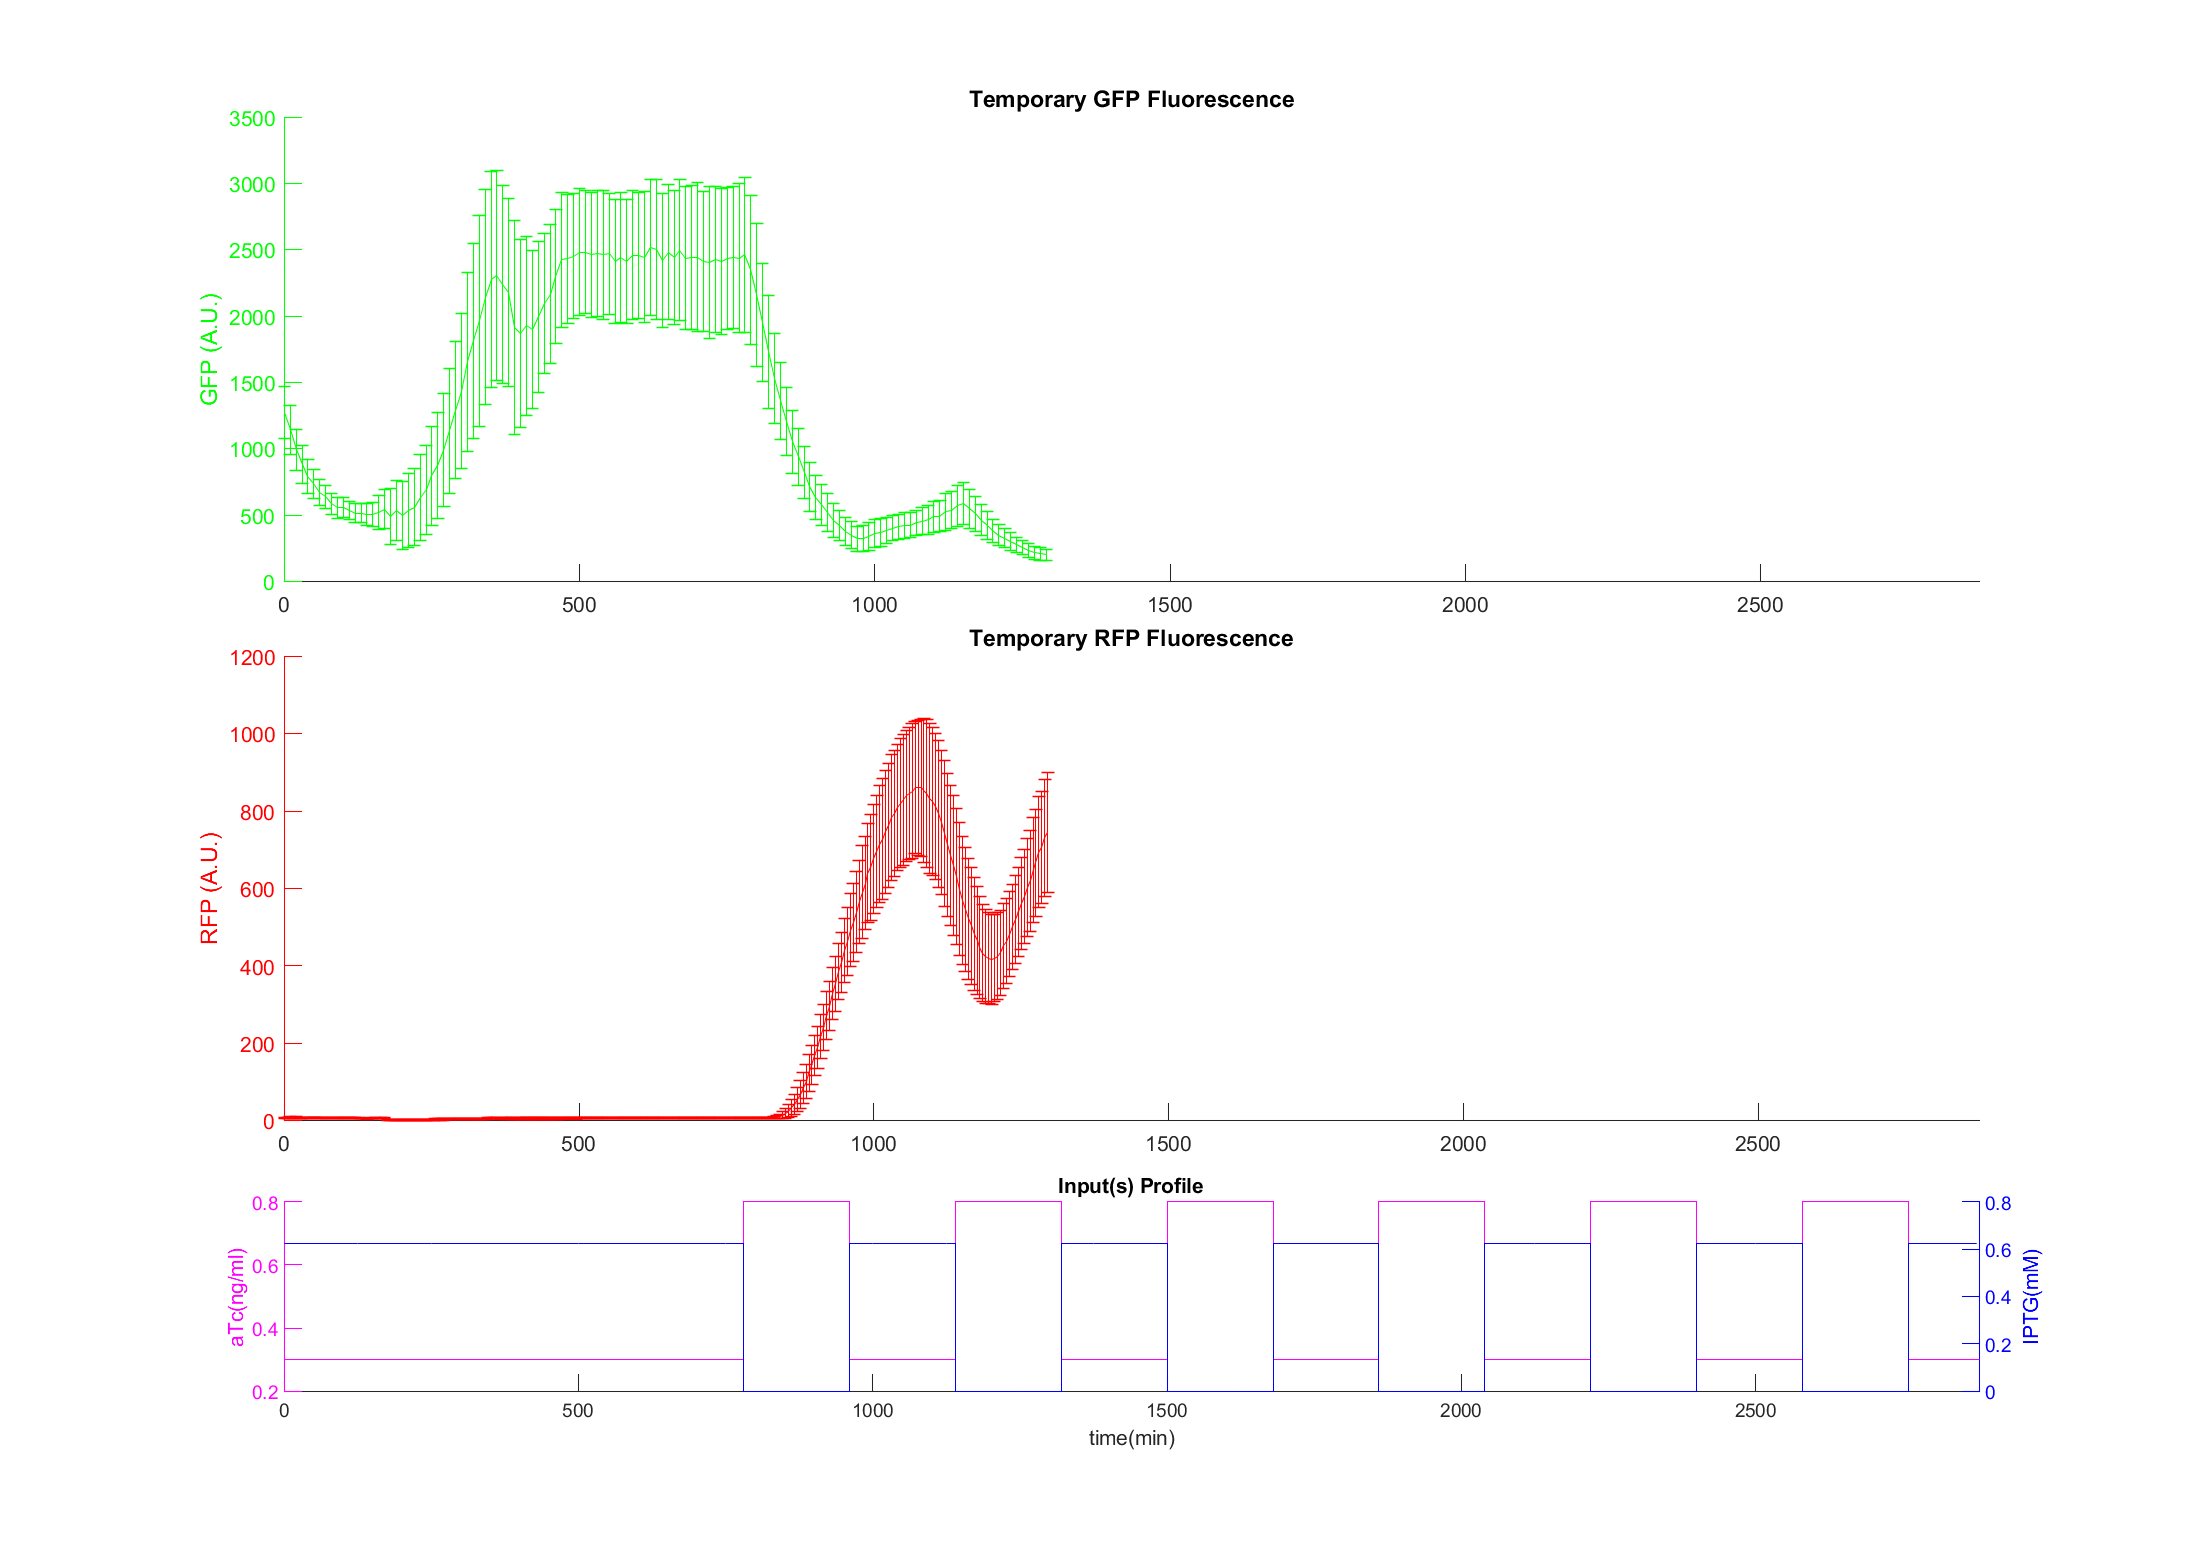 Temporary GFP Fluorescence
3500
3000
2500
2000
1500
1000
500
0
GFP (A.U.)
0 500 1000 1500 2000 2500
Temporary RFP Fluorescence
1200
1000
800
600
400
200
0
RFP (A.U.)
0 500 1000 1500 2000 2500
Input(s) Profile
0.8
0.6
0.4
0.2
aTc(ng/ml)
0.8
0.6
0.4
0.2
0
IPTG(mM)
0 500 1000 1500 2000 2500
time(min)